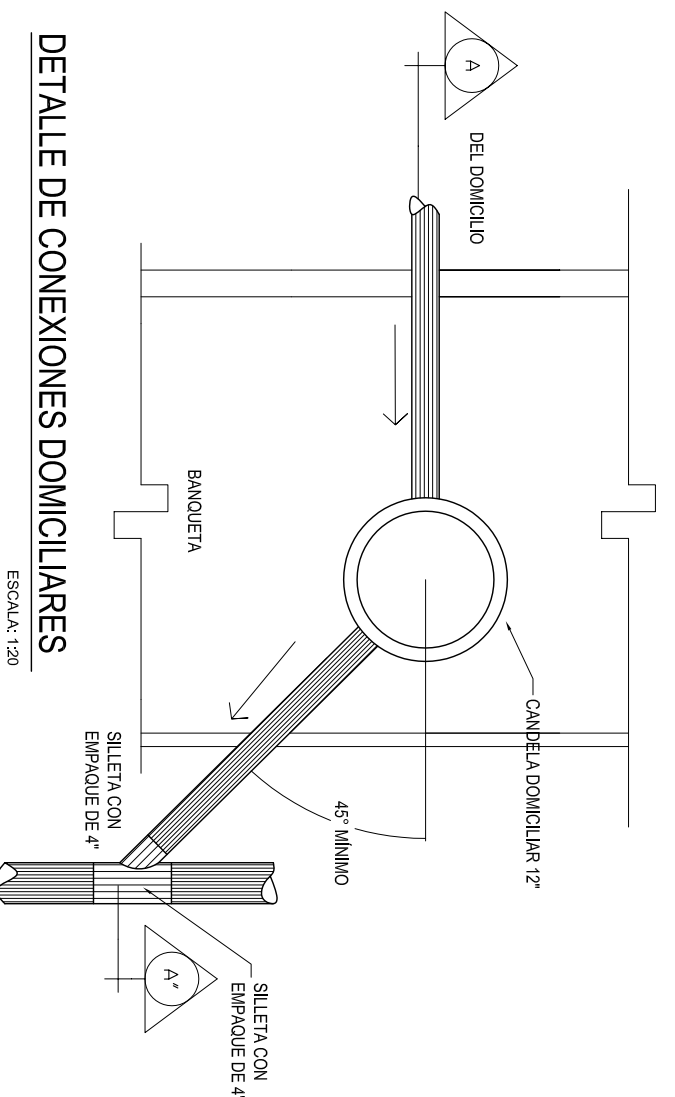 A
DEL DOMICILIO
CANDELA DOMICILIAR 12"
BANQUETA
45° MÍNIMO
SILLETA CON
EMPAQUE DE 4"
SILLETA CON
EMPAQUE DE 4"
A"
DETALLE DE CONEXIONES DOMICILIARES
ESCALA: 1:20